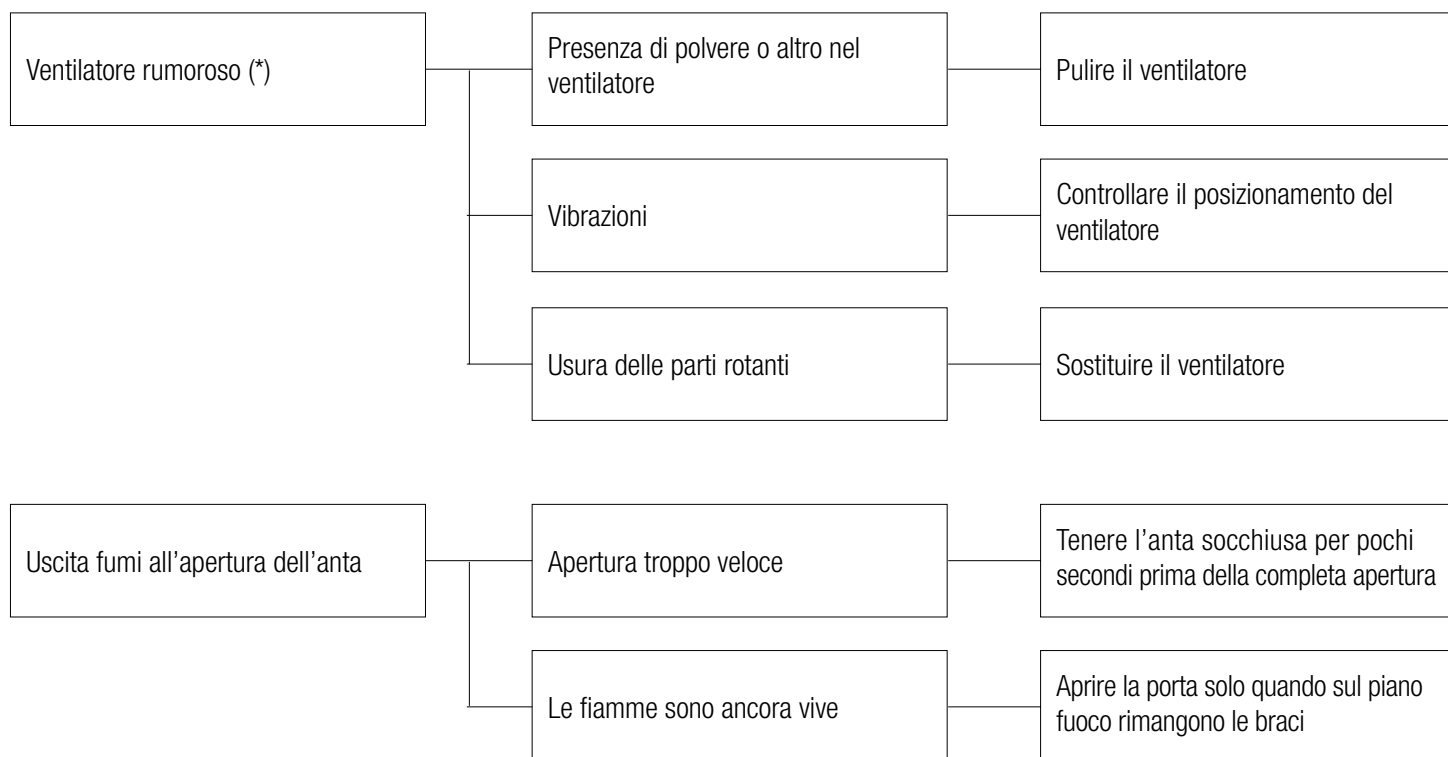 Ventilatore rumoroso (*)
Presenza di polvere o altro nel
ventilatore
Pulire il ventilatore
Vibrazioni
Controllare il posizionamento del
ventilatore
Usura delle parti rotanti
Sostituire il ventilatore
Uscita fumi all’apertura dell’anta
Apertura troppo veloce
Tenere l’anta socchiusa per pochi
secondi prima della completa apertura
Le fiamme sono ancora vive
Aprire la porta solo quando sul piano
fuoco rimangono le braci